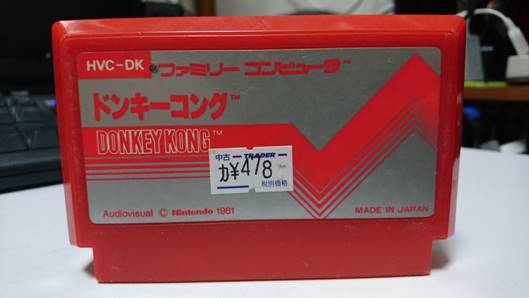 HVC-DK
ファミリー コンピュータ™
ドンキーコング™
DONKEY KONG™
中古 TRADER
カ¥478
税別価格
Audiovisual © Nintendo 1981
MADE IN JAPAN